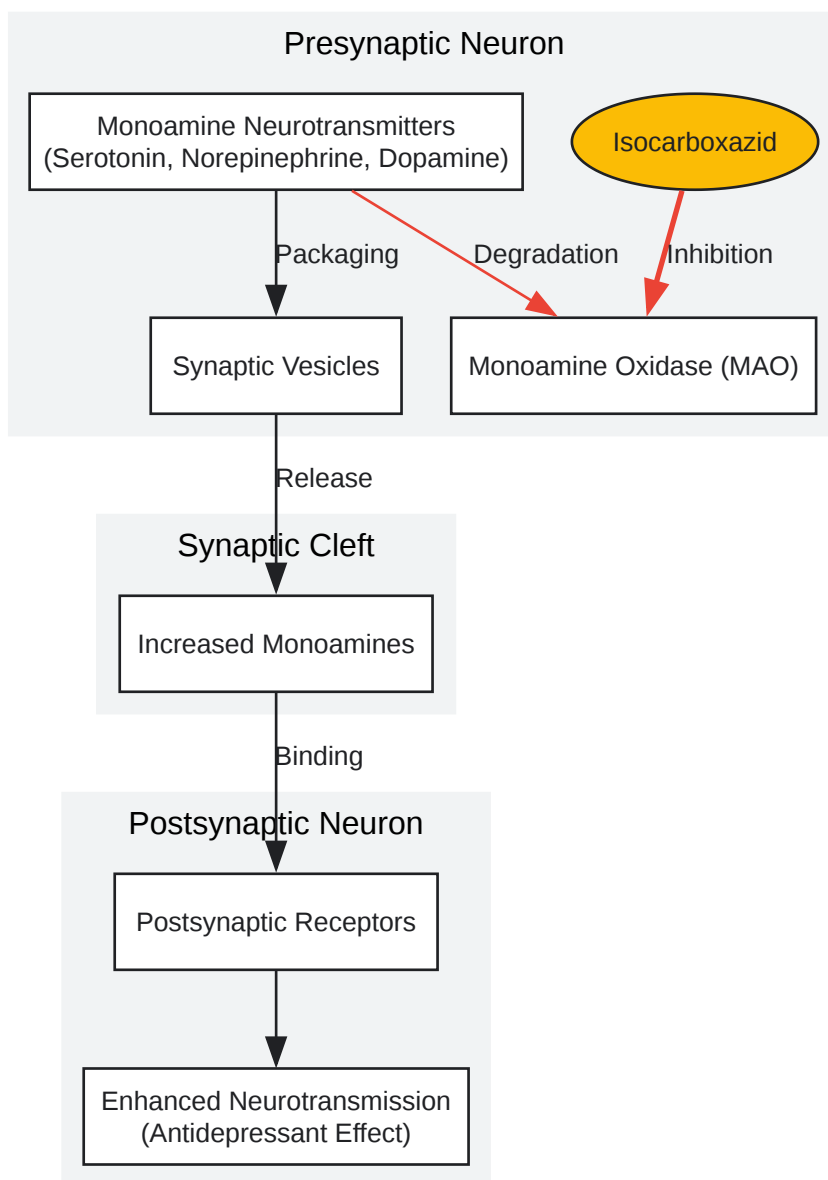 Presynaptic Neuron
Monoamine Neurotransmitters
(Serotonin, Norepinephrine, Dopamine)
Isocarboxazid
Packaging
Degradation
Inhibition
Synaptic Vesicles
Monoamine Oxidase (MAO)
Release
Synaptic Cleft
Increased Monoamines
Binding
Postsynaptic Neuron
Postsynaptic Receptors
Enhanced Neurotransmission
(Antidepressant Effect)